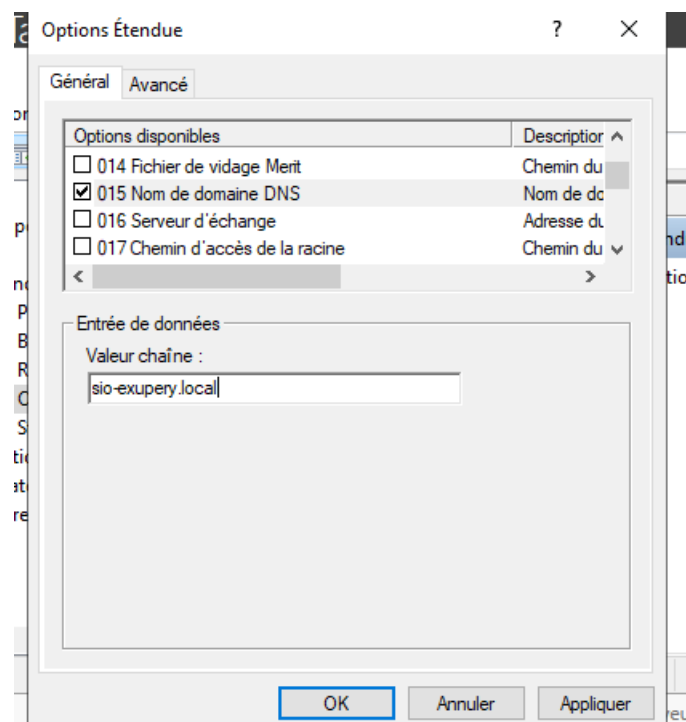 Options Étendue
Général Avancé
Options disponibles Description
014 Fichier de vidage Merit Chemin du
015 Nom de domaine DNS Nom de do
016 Serveur d'échange Adresse du
017 Chemin d'accès de la racine Chemin du
Entrée de données
Valeur chaîne :
sio-exupery.local
OK Annuler Appliquer